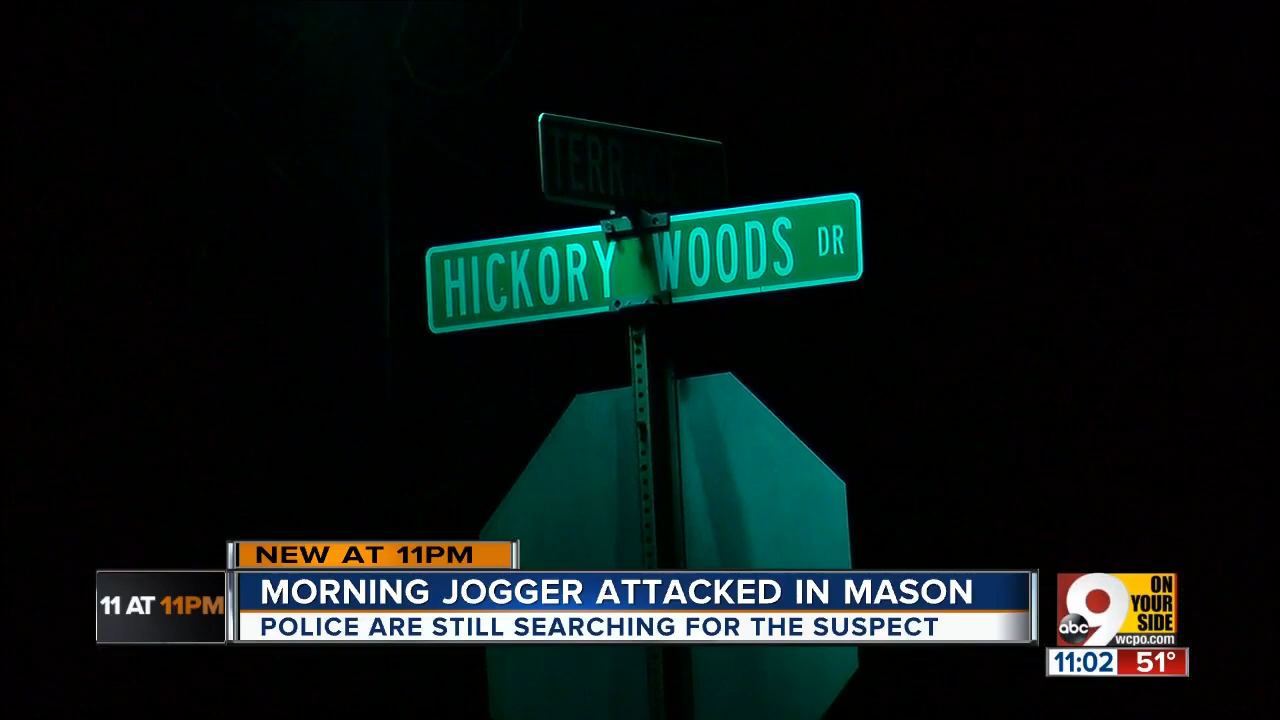 TERRACE
HICKORY WOODS DR
NEW AT 11PM
11 AT 11PM
MORNING JOGGER ATTACKED IN MASON
POLICE ARE STILL SEARCHING FOR THE SUSPECT
abc 9 ON YOUR SIDE
wcpo.com
11:02 51°